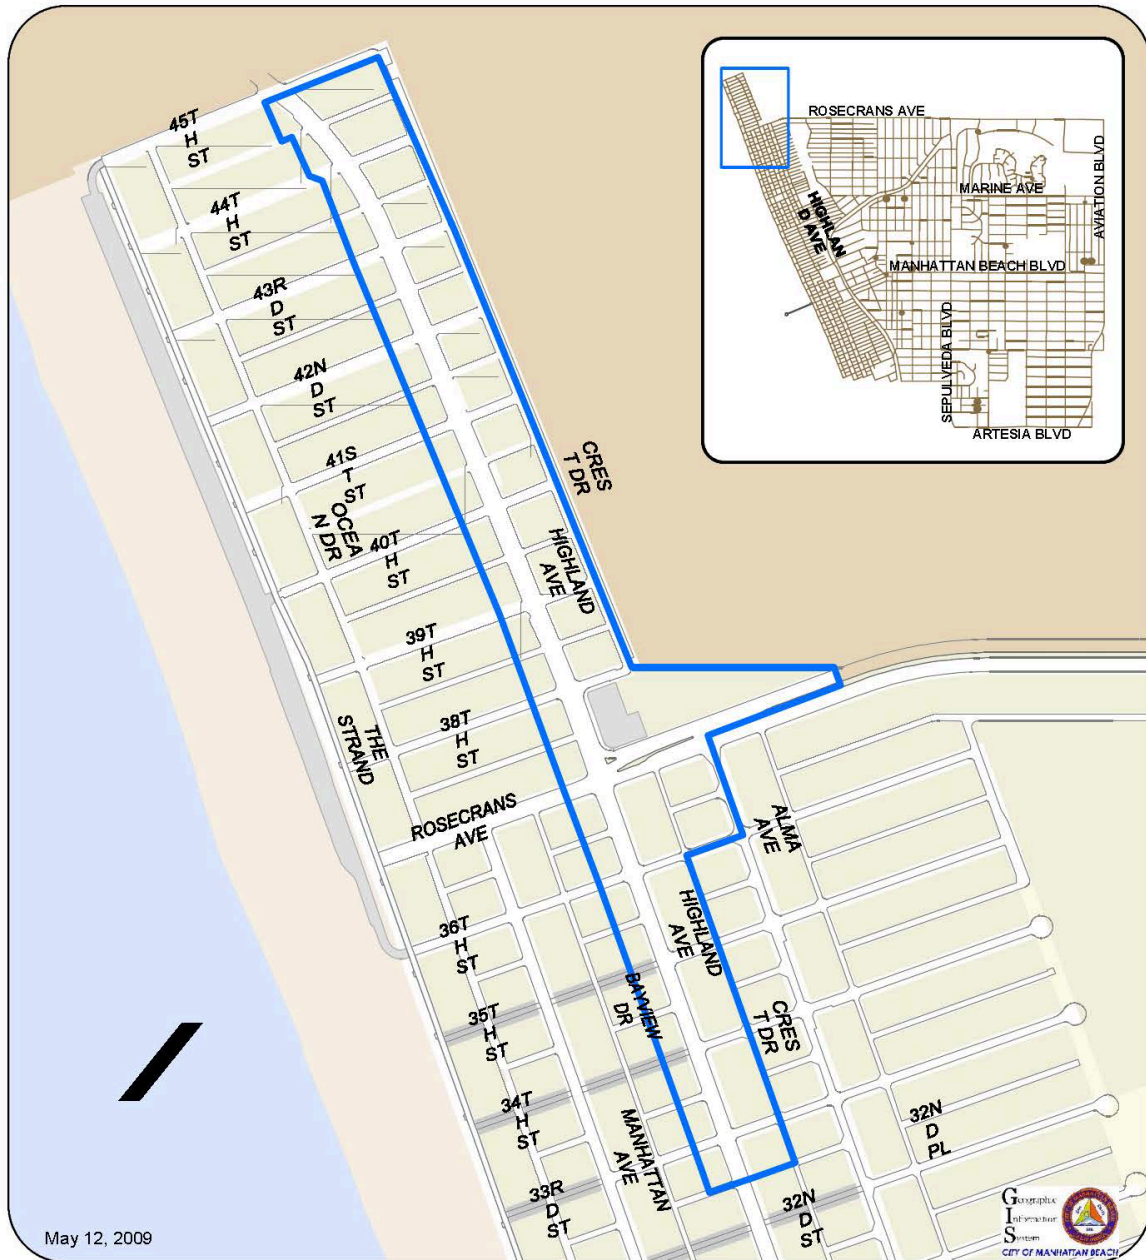 ROSECRANS AVE
MARINE AVE
AVIATION BLVD
HIGHLAN
D AVE
MANHATTAN BEACH BLVD
SEPULVEDA BLVD
ARTESIA BLVD
45T
H
ST
44T
H
ST
43R
D
ST
42N
D
ST
41S
T
ST
OCEA
N DR
40T
H
ST
CRES
T DR
HIGHLAND
AVE
39T
H
ST
38T
H
ST
THE
STRAND
ROSECRANS
AVE
ALMA
AVE
HIGHLAND
AVE
36T
H
ST
BAYVIEW
DR
CRES
T DR
35T
H
ST
34T
H
ST
MANHATTAN
AVE
32N
D
PL
33R
D
ST
32N
D
ST
May 12, 2009
Geographic
Information
System
CITY OF MANHATTAN BEACH